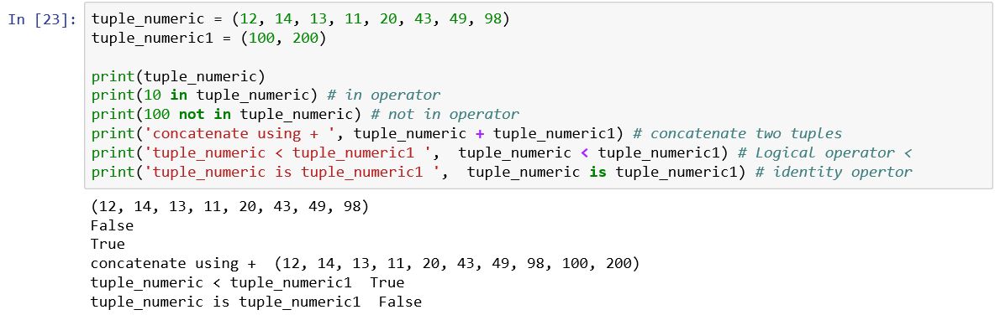 In [23]: tuple_numeric = (12, 14, 13, 11, 20, 43, 49, 98)
tuple_numeric1 = (100, 200)
print(tuple_numeric)
print(10 in tuple_numeric) # in operator
print(100 not in tuple_numeric) # not in operator
print('concatenate using + ', tuple_numeric + tuple_numeric1) # concatenate two tuples
print('tuple_numeric < tuple_numeric1 ',  tuple_numeric < tuple_numeric1) # Logical operator <
print('tuple_numeric is tuple_numeric1 ',  tuple_numeric is tuple_numeric1) # identity opertor
(12, 14, 13, 11, 20, 43, 49, 98)
False
True
concatenate using +  (12, 14, 13, 11, 20, 43, 49, 98, 100, 200)
tuple_numeric < tuple_numeric1  True
tuple_numeric is tuple_numeric1  False